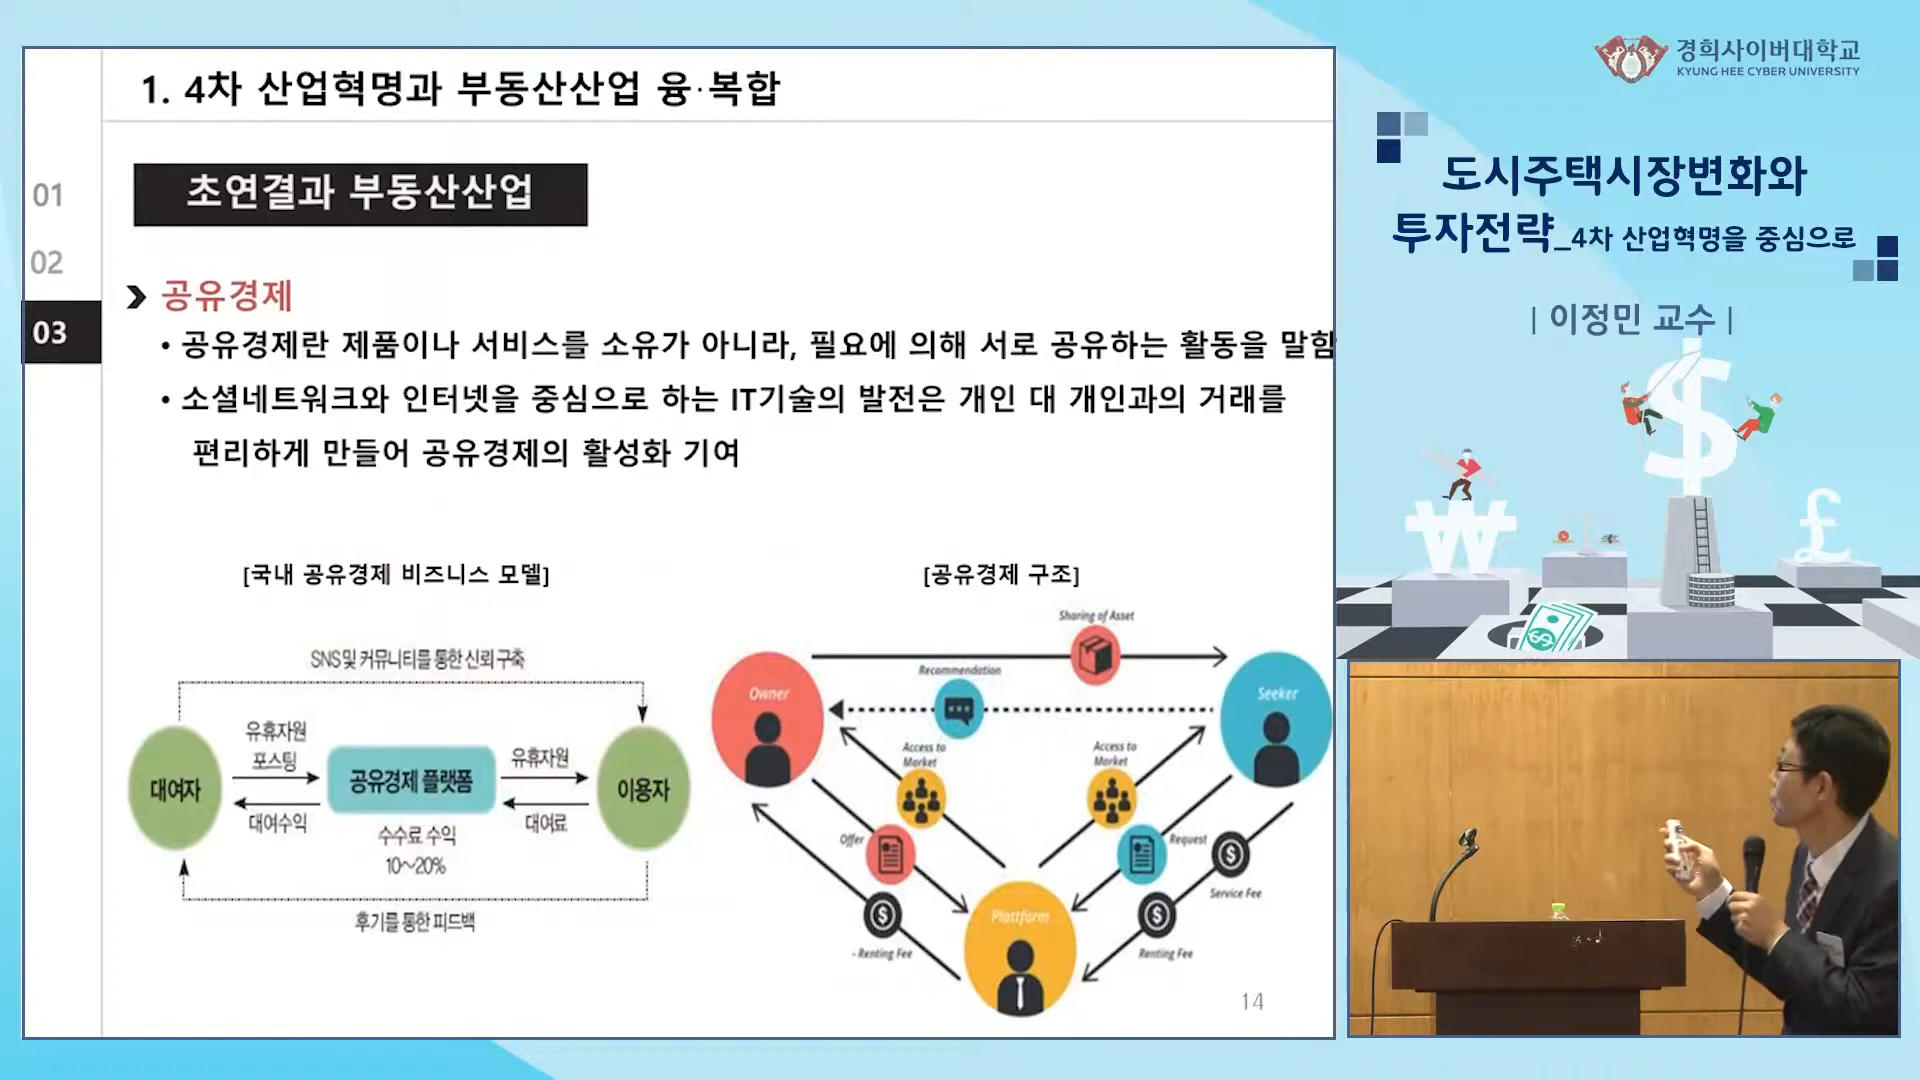 1. 4차 산업혁명과 부동산산업 융·복합
01
02
03
초연결과 부동산산업
공유경제
• 공유경제란 제품이나 서비스를 소유가 아니라, 필요에 의해 서로 공유하는 활동을 말함
• 소셜네트워크와 인터넷을 중심으로 하는 IT기술의 발전은 개인 대 개인과의 거래를
편리하게 만들어 공유경제의 활성화 기여
[국내 공유경제 비즈니스 모델]
SNS 및 커뮤니티를 통한 신뢰 구축
대여자
유휴자원
포스팅
대여수익
공유경제 플랫폼
수수료 수익
10~20%
유휴자원
대여료
이용자
후기를 통한 피드백
[공유경제 구조]
Sharing of Asset
Recommendation
Owner
Seeker
Access to
Market
Access to
Market
Offer
Request
Service Fee
Plattform
- Renting Fee
Renting Fee
14
경희사이버대학교
KYUNG HEE CYBER UNIVERSITY
도시주택시장변화와
투자전략_4차 산업혁명을 중심으로
| 이정민 교수 |